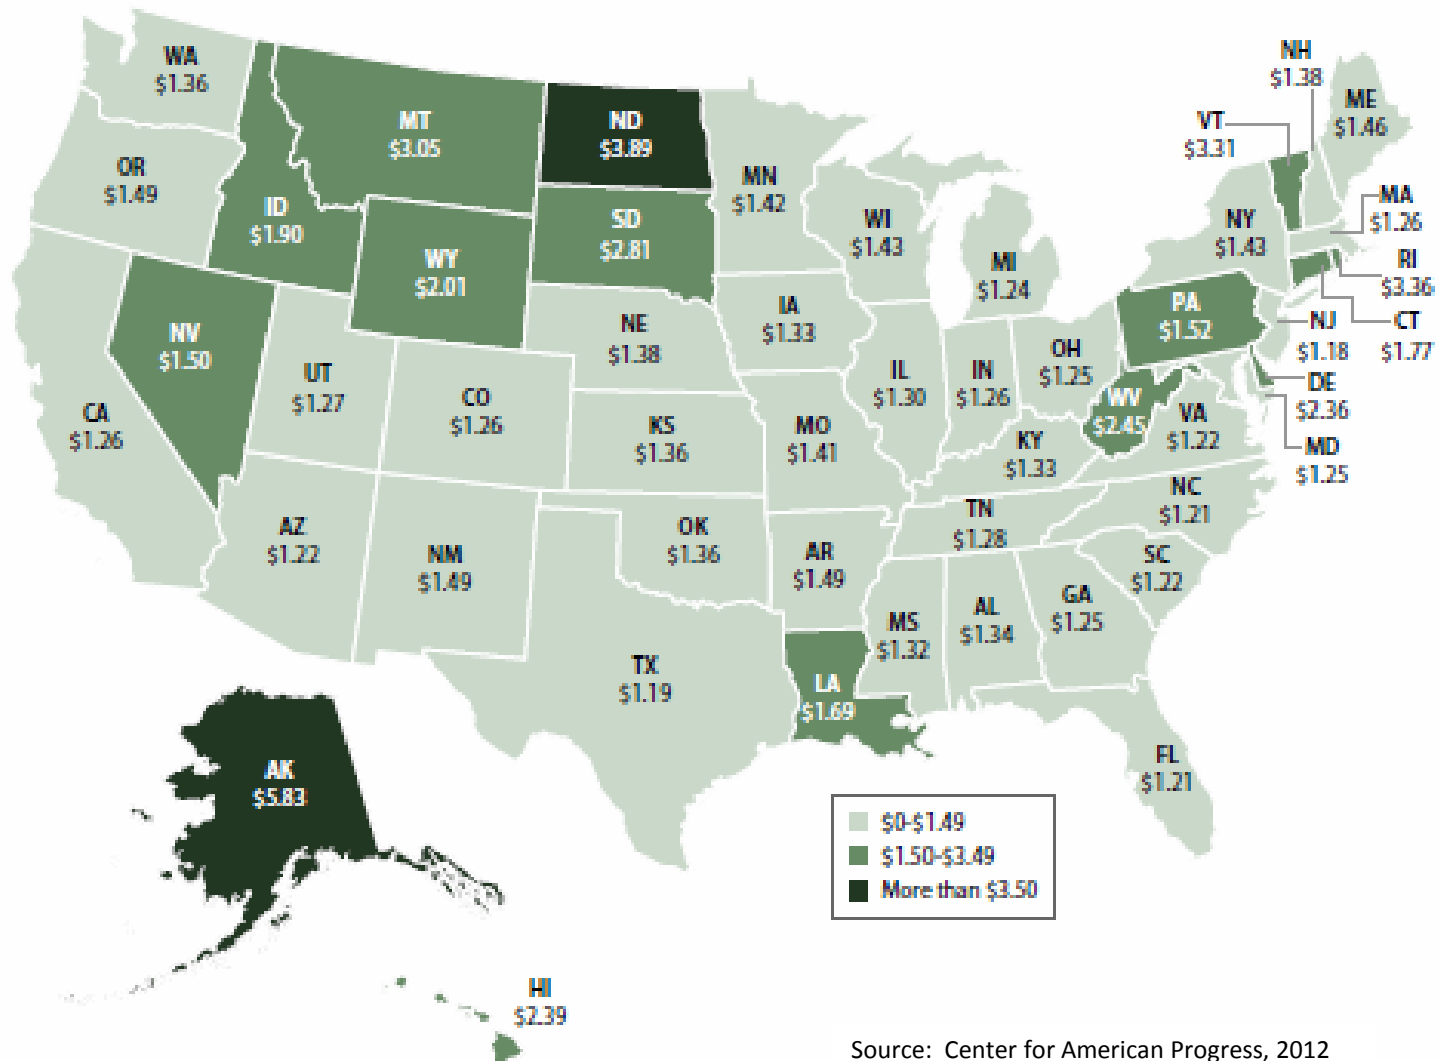 WA
$1.36
OR
$1.49
CA
$1.26
NV
$1.50
ID
$1.90
MT
$3.05
WY
$2.01
UT
$1.27
AZ
$1.22
CO
$1.26
NM
$1.49
ND
$3.89
SD
$2.81
NE
$1.38
KS
$1.36
OK
$1.36
TX
$1.19
MN
$1.42
IA
$1.33
MO
$1.41
AR
$1.49
LA
$1.69
WI
$1.43
IL
$1.30
MI
$1.24
IN
$1.26
OH
$1.25
KY
$1.33
TN
$1.28
MS
$1.32
AL
$1.34
GA
$1.25
FL
$1.21
SC
$1.22
NC
$1.21
VA
$1.22
WV
$2.45
PA
$1.52
NY
$1.43
VT
$3.31
NH
$1.38
ME
$1.46
MA
$1.26
RI
$3.36
CT
$1.77
NJ
$1.18
DE
$2.36
MD
$1.25
AK
$5.83
HI
$2.39
$0-$1.49
$1.50-$3.49
More than $3.50
Source: Center for American Progress, 2012